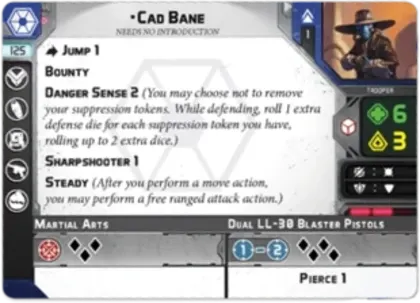 •CAD BANE
NEEDS NO INTRODUCTION
125
JUMP 1
BOUNTY
DANGER SENSE 2 (You may choose not to remove
your suppression tokens. While defending, roll 1 extra
defense die for each suppression token you have,
rolling up to 2 extra dice.)
SHARPSHOOTER 1
STEADY (After you perform a move action,
you may perform a free ranged attack action.)
TROOPER
6
3
MARTIAL ARTS
DUAL LL-30 BLASTER PISTOLS
1-2
PIERCE 1